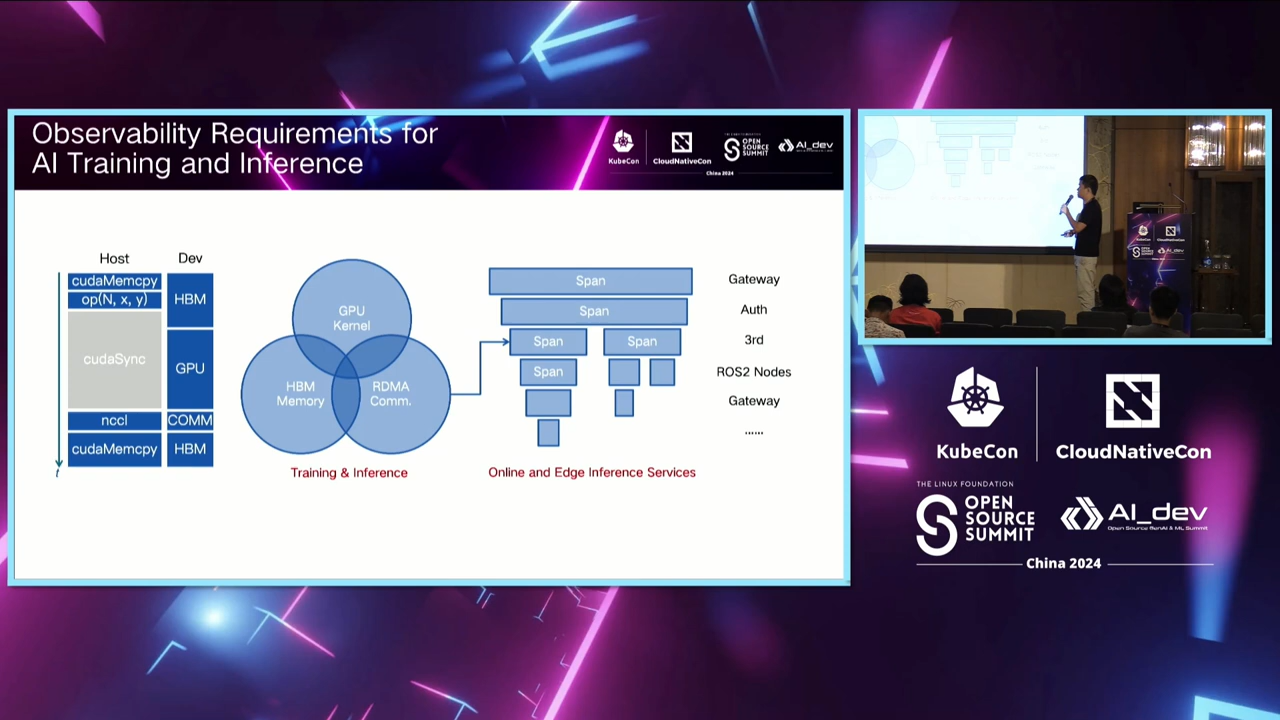 Observability Requirements for
AI Training and Inference
KubeCon
CloudNativeCon
OPEN
SOURCE
SUMMIT
AI_dev
China 2024
Host
Dev
cudaMemcpy
op(N, x, y)
HBM
cudaSync
GPU
nccl
COMM
cudaMemcpy
HBM
t
GPU
Kernel
HBM
Memory
RDMA
Comm.
Training & Inference
Span
Gateway
Span
Auth
Span
Span
3rd
Span
ROS2 Nodes
Gateway
......
Online and Edge Inference Services
KubeCon
CloudNativeCon
THE LINUX FOUNDATION
OPEN
SOURCE
SUMMIT
AI_dev
Open Source GenAI & ML Summit
China 2024